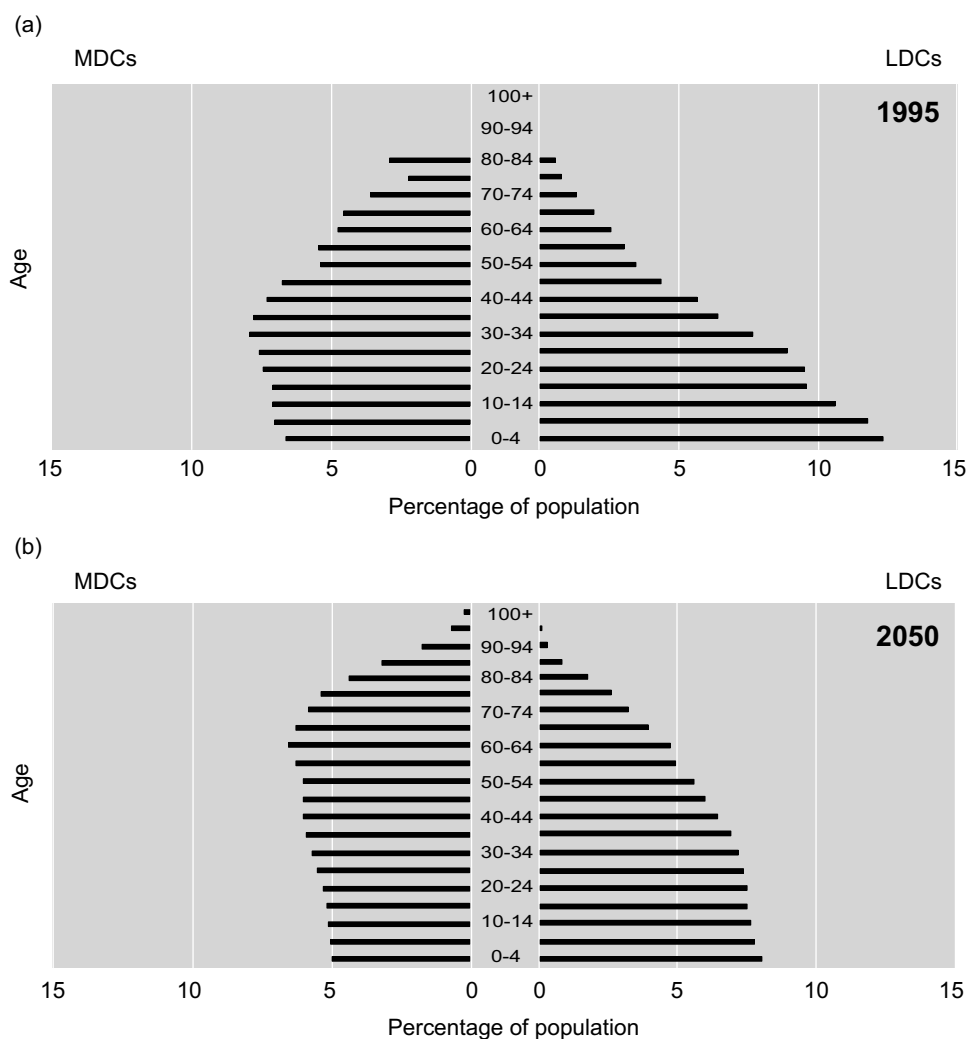 (a)
MDCs LDCs
1995
100+
90-94
80-84
70-74
60-64
50-54
40-44
30-34
20-24
10-14
0-4
Age
15 10 5 0 0 5 10 15
Percentage of population
(b)
MDCs LDCs
2050
100+
90-94
80-84
70-74
60-64
50-54
40-44
30-34
20-24
10-14
0-4
Age
15 10 5 0 0 5 10 15
Percentage of population